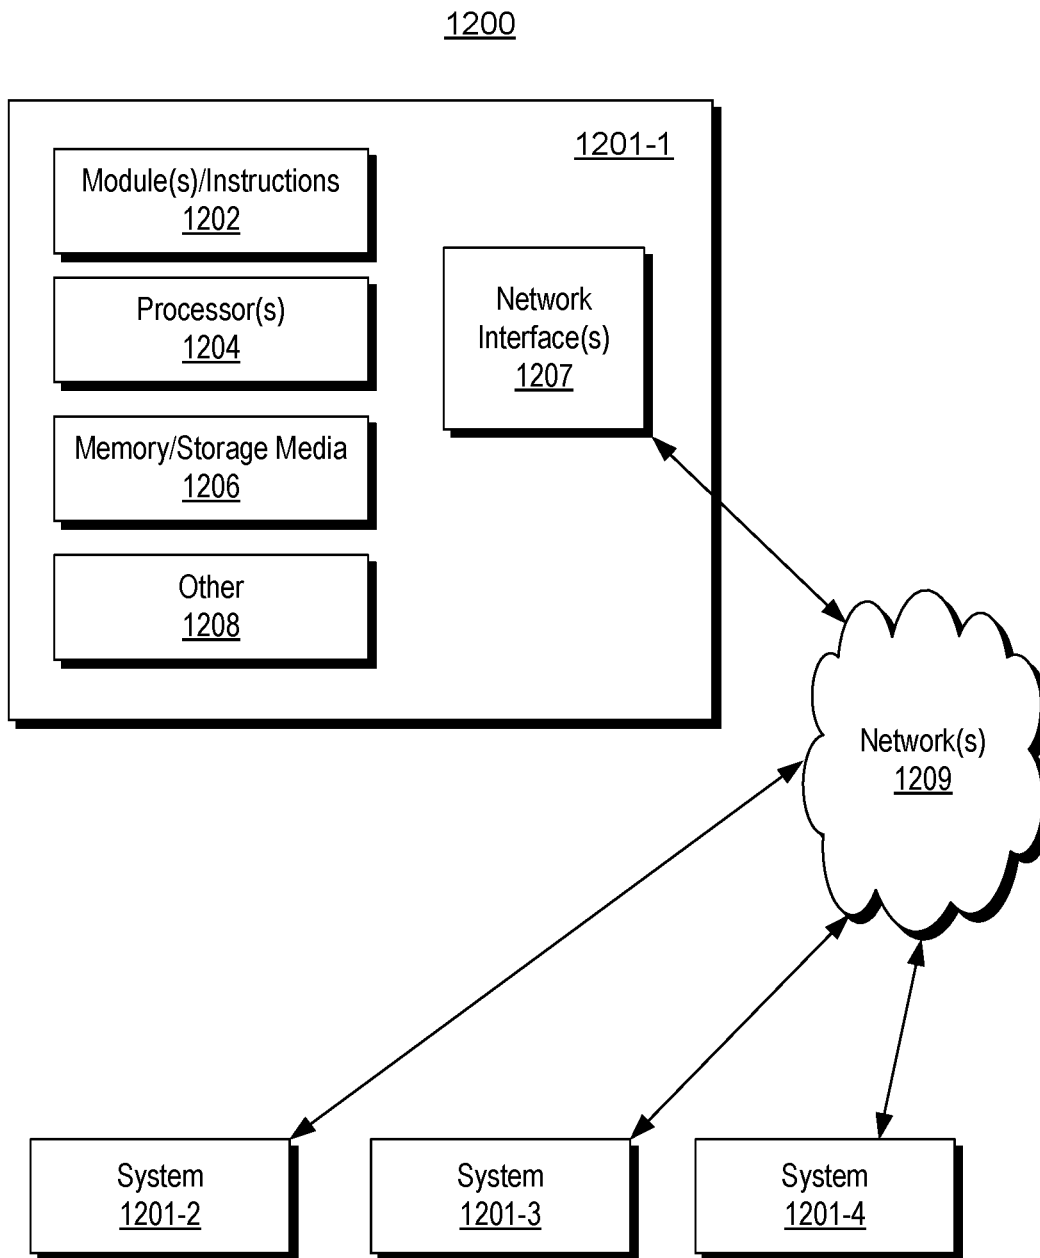 1200
1201-1
Module(s)/Instructions
1202
Processor(s)
1204
Memory/Storage Media
1206
Other
1208
Network
Interface(s)
1207
Network(s)
1209
System
1201-2
System
1201-3
System
1201-4